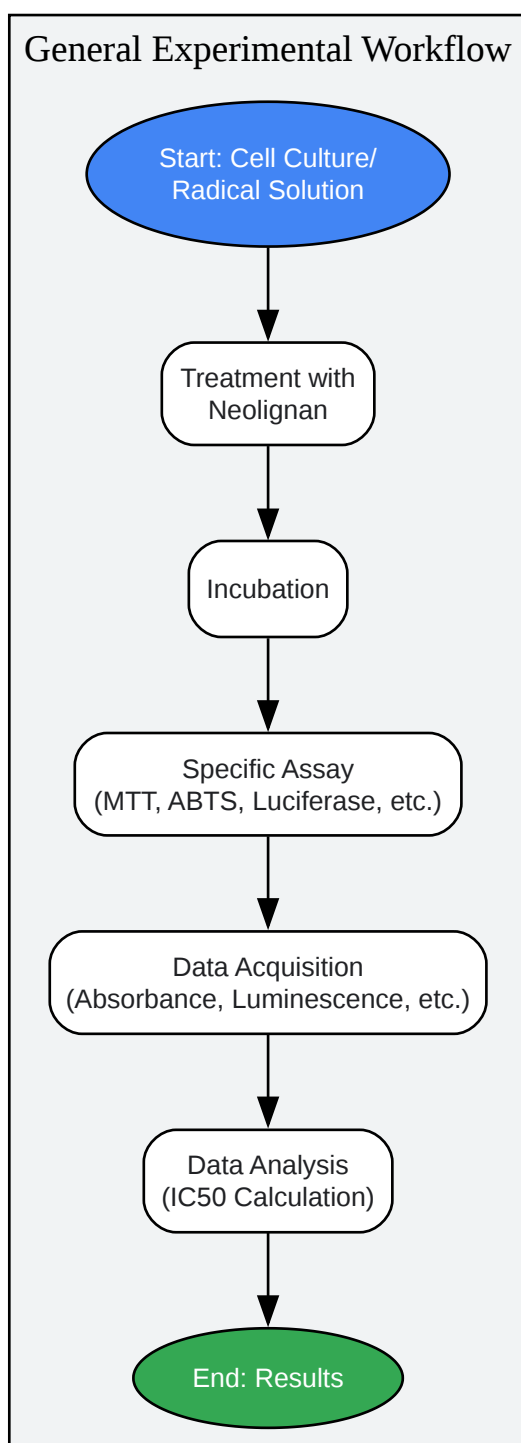 General Experimental Workflow
Start: Cell Culture/
Radical Solution
Treatment with
Neolignan
Incubation
Specific Assay
(MTT, ABTS, Luciferase, etc.)
Data Acquisition
(Absorbance, Luminescence, etc.)
Data Analysis
(IC50 Calculation)
End: Results